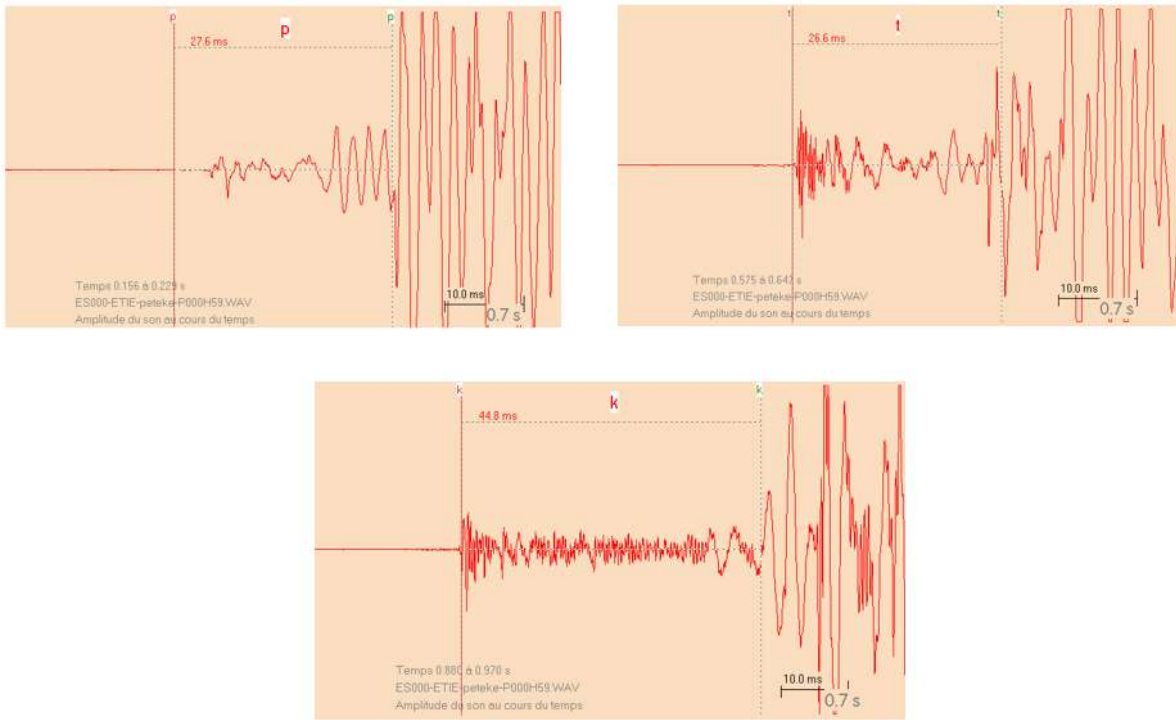 p p p
27.6 ms
Temps 0.156 à 0.229 s
ES000-ETIE-peteke-P000H59.WAV
Amplitude du son au cours du temps
10.0 ms
0.7 s
t t t
26.6 ms
Temps 0.575 à 0.647 s
ES000-ETIE-peteke-P000H59.WAV
Amplitude du son au cours du temps
10.0 ms
0.7 s
k k k
44.8 ms
Temps 0.880 à 0.970 s
ES000-ETIE-peteke-P000H59.WAV
Amplitude du son au cours du temps
10.0 ms
0.7 s